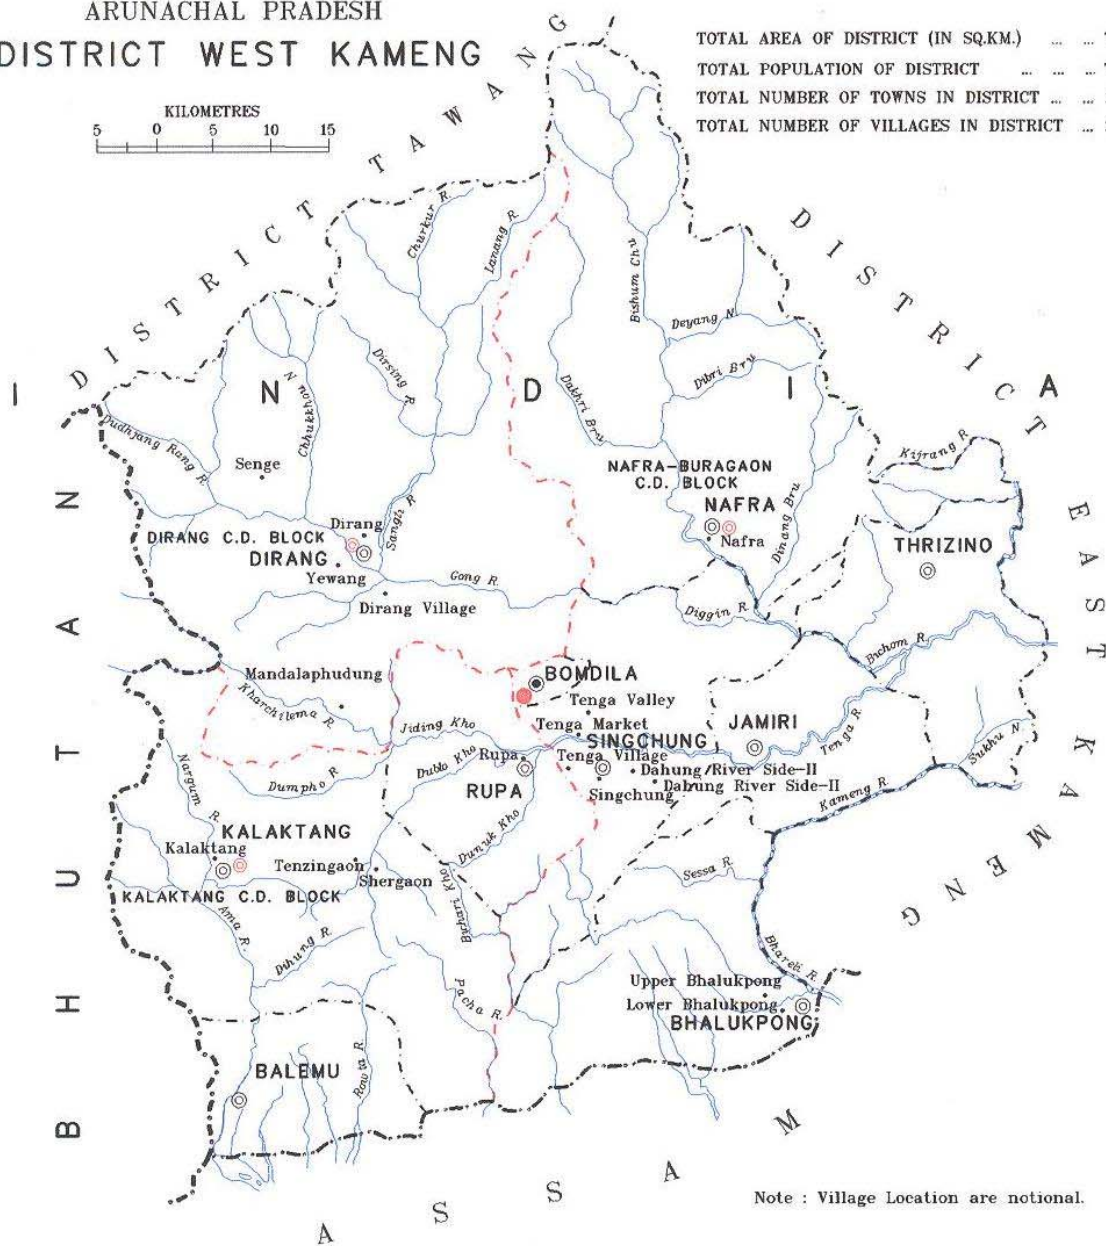 ARUNACHAL PRADESH
DISTRICT WEST KAMENG
KILOMETRES
5 0 5 10 15
TOTAL AREA OF DISTRICT (IN SQ.KM.) ... ...
TOTAL POPULATION OF DISTRICT ... ... ...
TOTAL NUMBER OF TOWNS IN DISTRICT ... ...
TOTAL NUMBER OF VILLAGES IN DISTRICT ...
DISTRICT TAWANG
DISTRICT EAST KAMENG
INDIA
BHUTAN
ASSAM
Churkur R.
Lanang R.
Bishum Chu
Deyang N.
Dibri Bru
Dirsing R.
Dakhri Bru
Dudhjang Rang R.
Senge
Sangti R.
Kijrang R.
NAFRA-BURAGAON
C.D. BLOCK
NAFRA
Nafra
Dinang Bru
THRIZINO
Dirang
DIRANG C.D. BLOCK
DIRANG
Yewang
Gong R.
Dirang Village
Diggin R.
Bichom R.
BOMDILA
Mandalaphudung
Kharchilema R.
Tenga Valley
Tenga Market
JAMIRI
Jiding Kho
SINGCHUNG
Tenga R.
Sukhu N.
Dublo Kho
Rupa
Tenga Village
Dahung/River Side-II
Dahung River Side-II
Singchung
RUPA
Kameng R.
Dumpho R.
Nargum R.
KALAKTANG
Kalaktang
Tenzingaon
Shergaon
Dunuk Kho
Sessa R.
KALAKTANG C.D. BLOCK
Buhari Kho
Ama R.
Dihung R.
Bhareli R.
Pacha R.
Upper Bhalukpong
Lower Bhalukpong
BHALUKPONG
BALEMU
Rowta R.
Note : Village Location are notional.